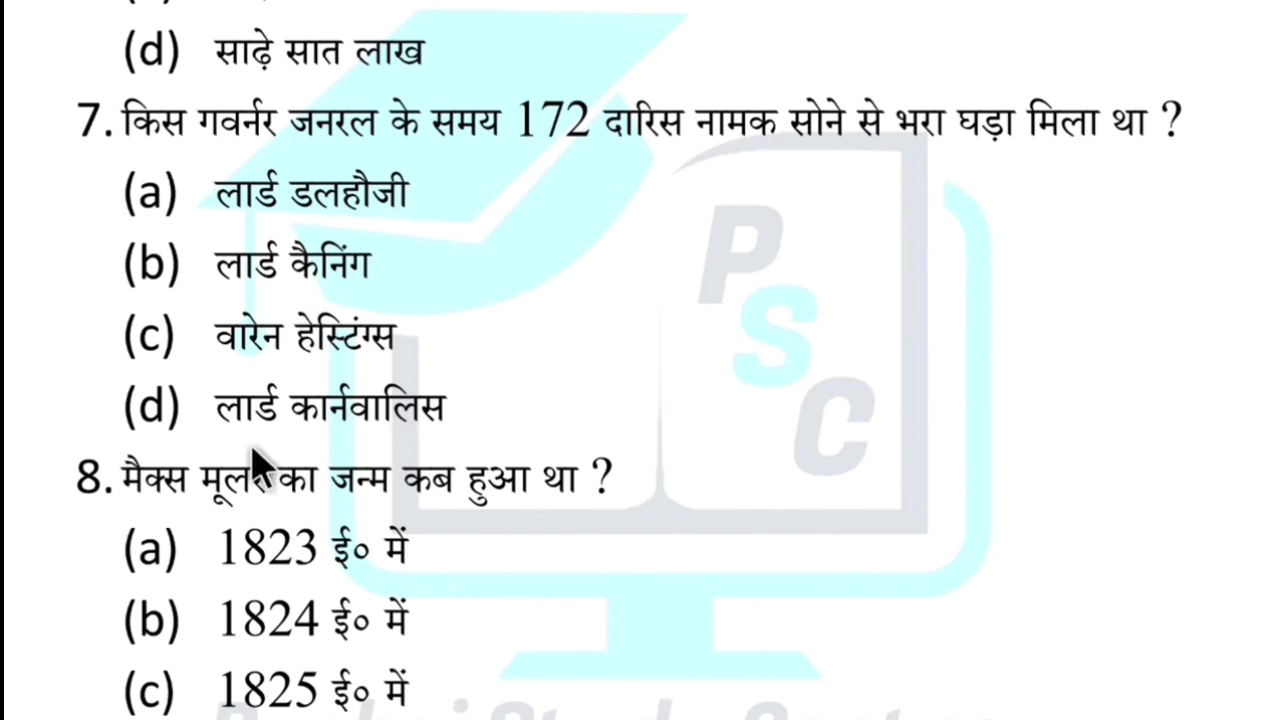 (d) साढ़े सात लाख
7. किस गवर्नर जनरल के समय 172 दारिस नामक सोने से भरा घड़ा मिला था ?
(a) लार्ड डलहौजी
(b) लार्ड कैनिंग
(c) वारेन हेस्टिंग्स
(d) लार्ड कार्नवालिस
8. मैक्स मूलर का जन्म कब हुआ था ?
(a) 1823 ई० में
(b) 1824 ई० में
(c) 1825 ई० में
P
S
C